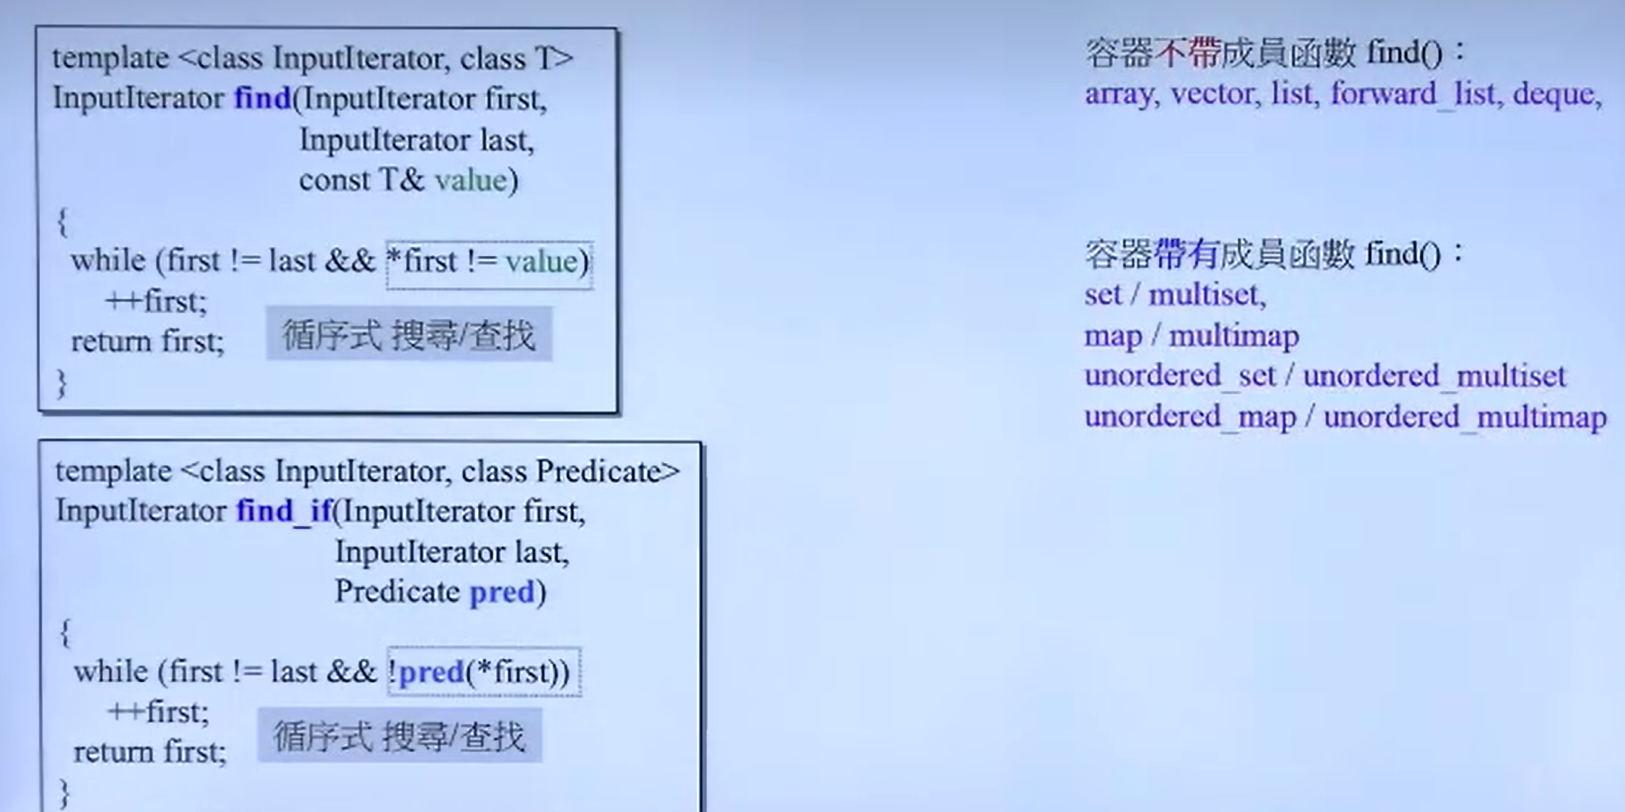 template <class InputIterator, class T>
InputIterator find(InputIterator first,
InputIterator last,
const T& value)
{
while (first != last && *first != value)
++first;
return first;
}
循序式 搜尋/查找
template <class InputIterator, class Predicate>
InputIterator find_if(InputIterator first,
InputIterator last,
Predicate pred)
{
while (first != last && !pred(*first))
++first;
return first;
}
循序式 搜尋/查找
容器不帶成員函數 find()：
array, vector, list, forward_list, deque,
容器帶有成員函數 find()：
set / multiset,
map / multimap
unordered_set / unordered_multiset
unordered_map / unordered_multimap